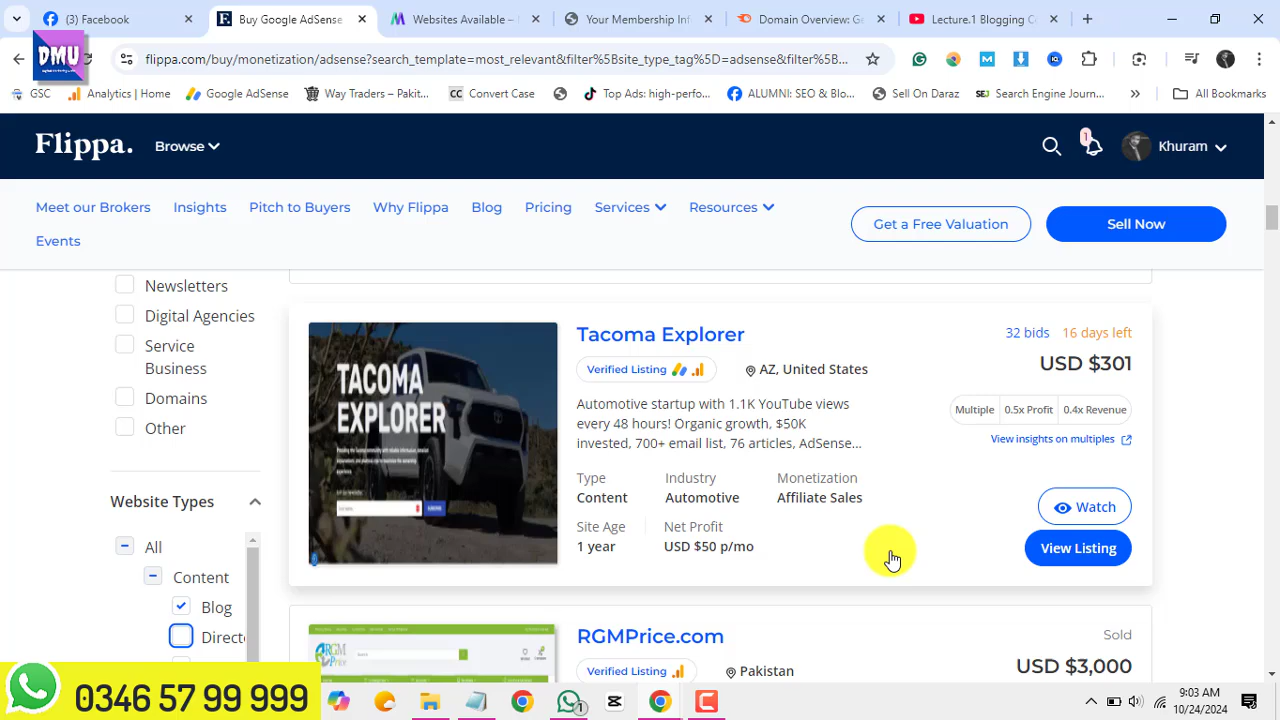 Facebook
Buy Google AdSense
Websites Available –
Your Membership Inf
Domain Overview: Ge
Lecture.1 Blogging Co
DMU
flippa.com/buy/monetization/adsense?search_template=most_relevant&filter%5Bsite_type_tag%5D=adsense&filter%5B...
GSC
Analytics | Home
Google AdSense
Way Traders – Pakit...
CC Convert Case
Top Ads: high-perfo...
ALUMNI: SEO & Blo...
Sell On Daraz
SEJ Search Engine Journ...
All Bookmarks
Flippa.
Browse
1
Khuram
Meet our Brokers
Insights
Pitch to Buyers
Why Flippa
Blog
Pricing
Services
Resources
Events
Get a Free Valuation
Sell Now
Newsletters
Digital Agencies
Service
Business
Domains
Other
Website Types
All
Content
Blog
Direct
TACOMA
EXPLORER
Tacoma Explorer
32 bids
16 days left
Verified Listing
AZ, United States
USD $301
Automotive startup with 1.1K YouTube views
every 48 hours! Organic growth, $50K
invested, 700+ email list, 76 articles, AdSense...
Multiple
0.5x Profit
0.4x Revenue
View insights on multiples
Type
Content
Industry
Automotive
Monetization
Affiliate Sales
Site Age
1 year
Net Profit
USD $50 p/mo
Watch
View Listing
RGM
Price
RGMPrice.com
Sold
Verified Listing
Pakistan
USD $3,000
0346 57 99 999
1
9:03 AM
10/24/2024